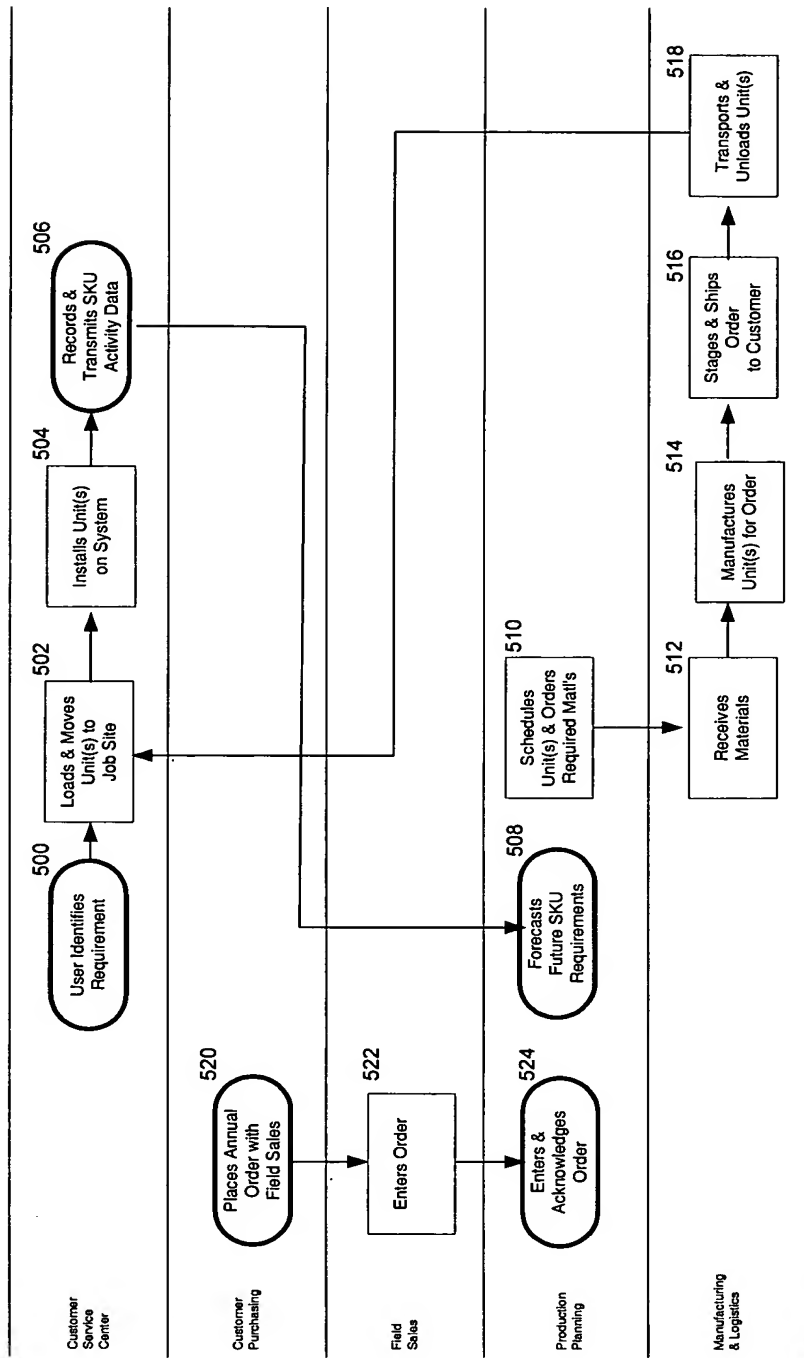 Customer
Service
Center
500
User Identifies
Requirement
502
Loads & Moves
Unit(s) to
Job Site
504
Installs Unit(s)
on System
506
Records &
Transmits SKU
Activity Data
Customer
Purchasing
520
Places Annual
Order with
Field Sales
Field
Sales
522
Enters Order
Production
Planning
524
Enters &
Acknowledges
Order
508
Forecasts
Future SKU
Requirements
510
Schedules
Unit(s) & Orders
Required Matl's
Manufacturing
& Logistics
512
Receives
Materials
514
Manufactures
Unit(s) for Order
516
Stages & Ships
Order
to Customer
518
Transports &
Unloads Unit(s)